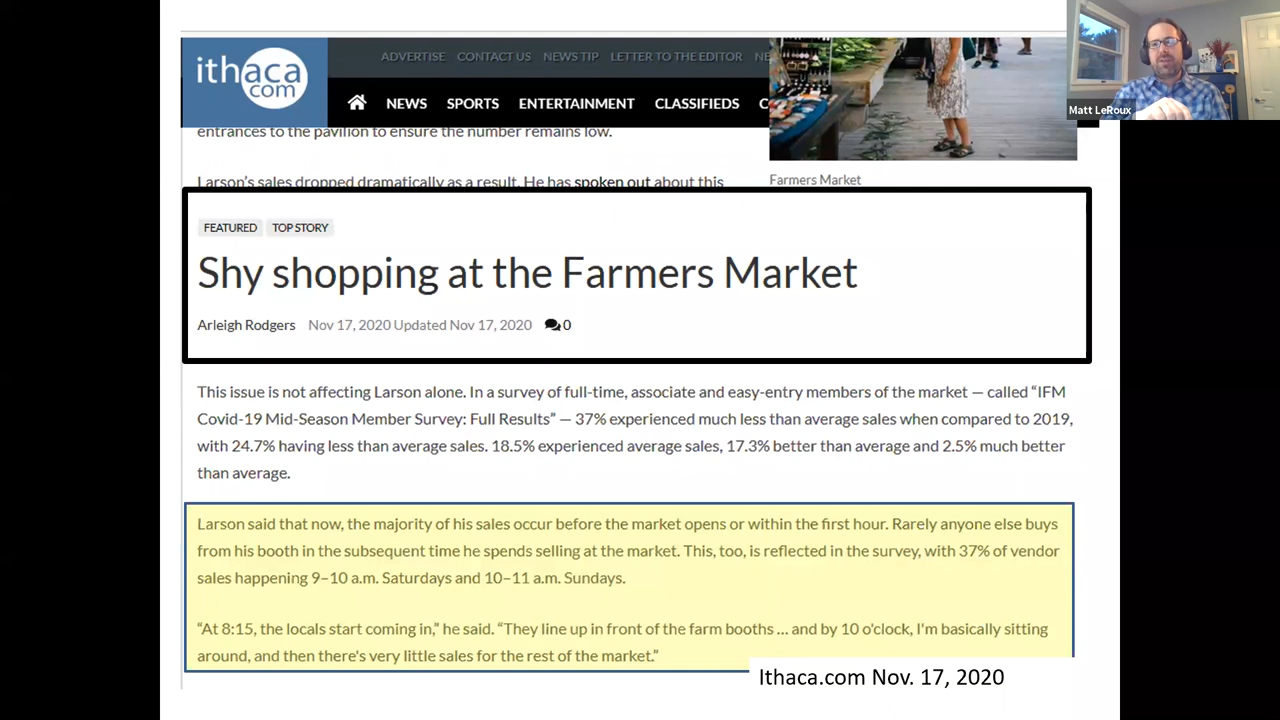 ithaca
com
ADVERTISE CONTACT US NEWS TIP LETTER TO THE EDITOR NE
NEWS SPORTS ENTERTAINMENT CLASSIFIEDS C
Matt LeRoux
entrances to the pavilion to ensure the number remains low.
Larson's sales dropped dramatically as a result. He has spoken out about this
Farmers Market
FEATURED TOP STORY
Shy shopping at the Farmers Market
Arleigh Rodgers Nov 17, 2020 Updated Nov 17, 2020 0
This issue is not affecting Larson alone. In a survey of full-time, associate and easy-entry members of the market — called “IFM
Covid-19 Mid-Season Member Survey: Full Results” — 37% experienced much less than average sales when compared to 2019,
with 24.7% having less than average sales. 18.5% experienced average sales, 17.3% better than average and 2.5% much better
than average.
Larson said that now, the majority of his sales occur before the market opens or within the first hour. Rarely anyone else buys
from his booth in the subsequent time he spends selling at the market. This, too, is reflected in the survey, with 37% of vendor
sales happening 9–10 a.m. Saturdays and 10–11 a.m. Sundays.
“At 8:15, the locals start coming in,” he said. “They line up in front of the farm booths ... and by 10 o'clock, I'm basically sitting
around, and then there's very little sales for the rest of the market.”
Ithaca.com Nov. 17, 2020